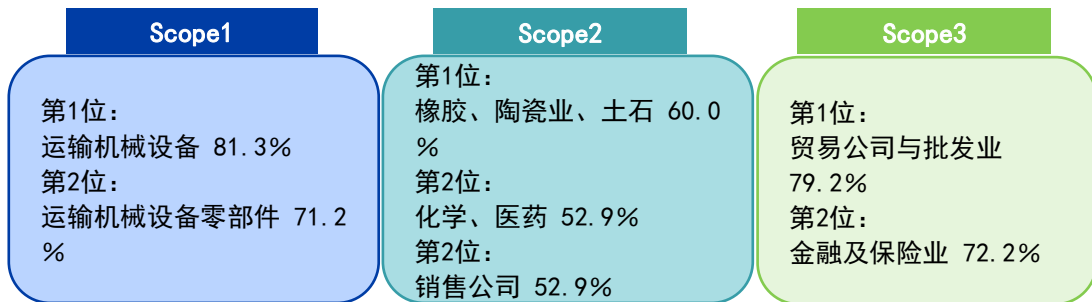 Scope1
第1位:
运输机械设备 81.3%
第2位:
运输机械设备零部件 71.2
%
Scope2
第1位:
橡胶、陶瓷业、土石 60.0
%
第2位:
化学、医药 52.9%
第2位:
销售公司 52.9%
Scope3
第1位:
贸易公司与批发业
79.2%
第2位:
金融及保险业 72.2%